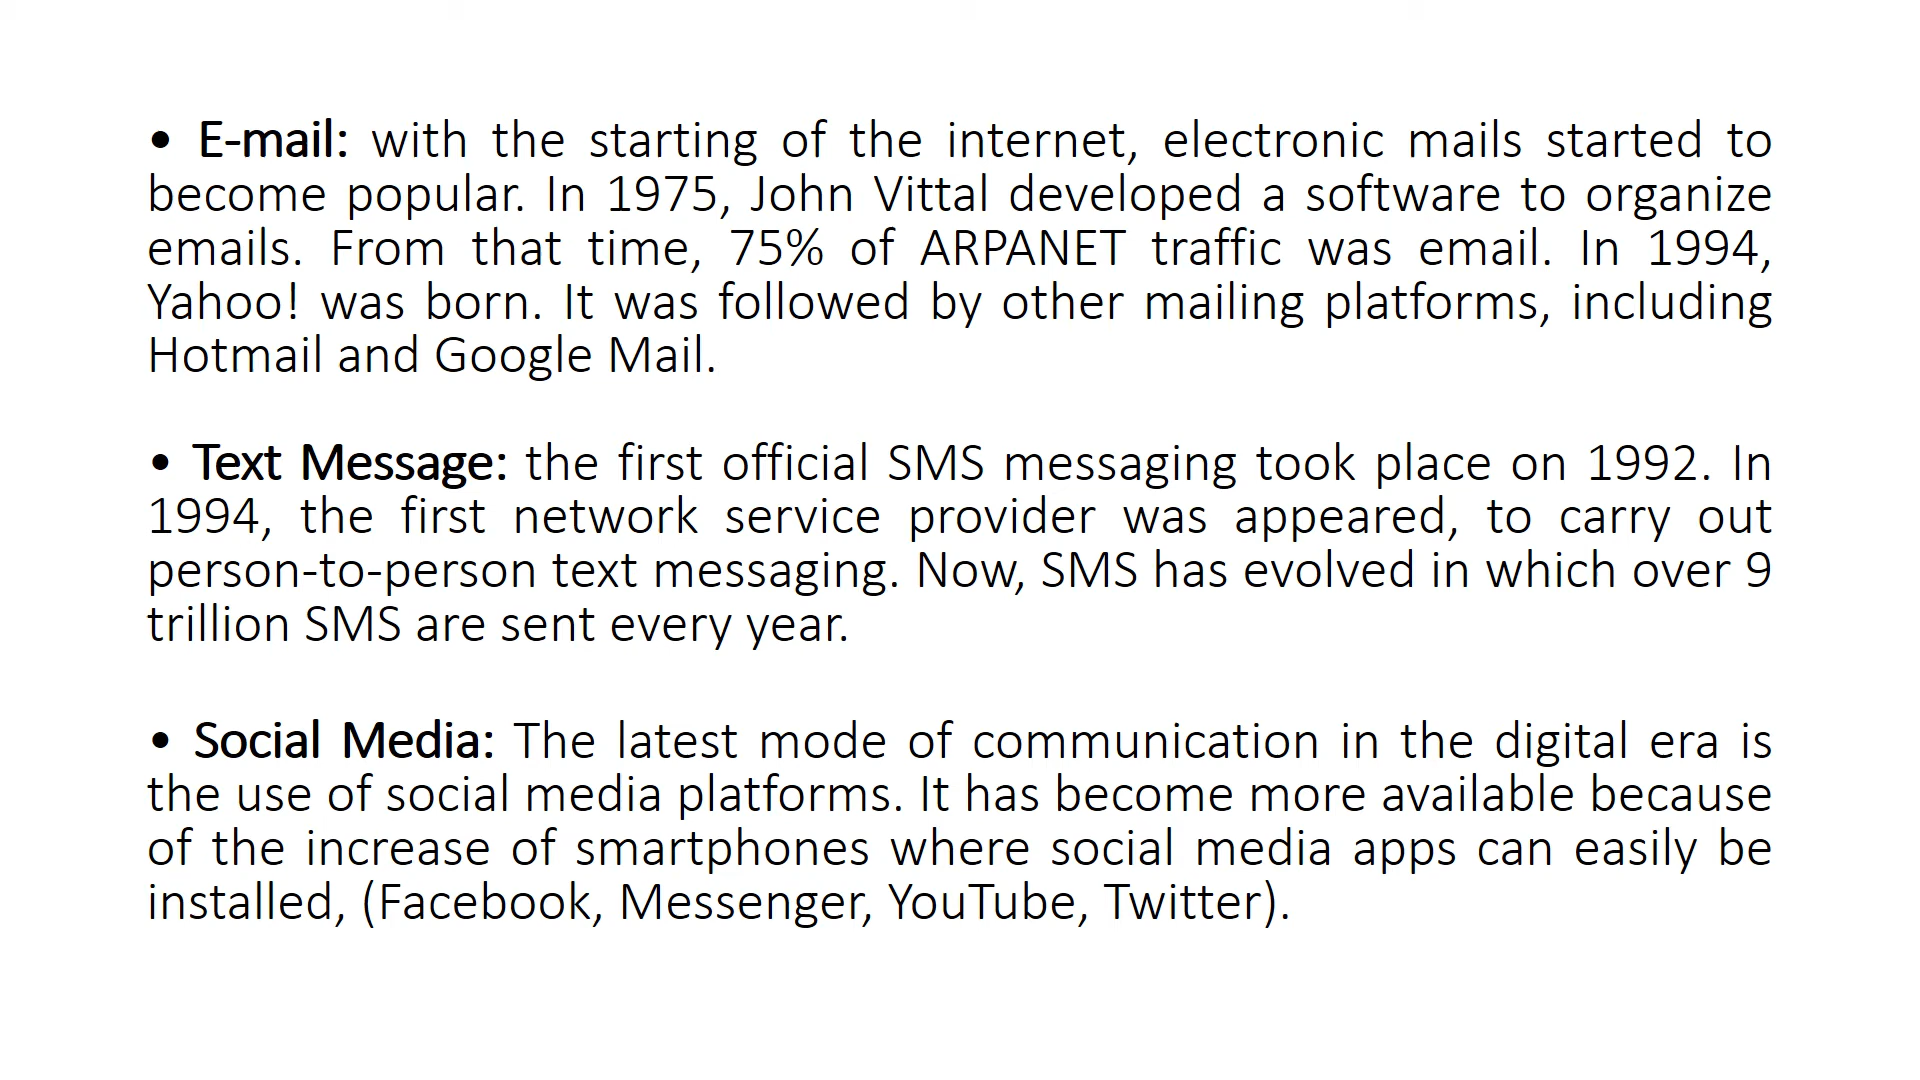 • E-mail: with the starting of the internet, electronic mails started to
become popular. In 1975, John Vittal developed a software to organize
emails. From that time, 75% of ARPANET traffic was email. In 1994,
Yahoo! was born. It was followed by other mailing platforms, including
Hotmail and Google Mail.
• Text Message: the first official SMS messaging took place on 1992. In
1994, the first network service provider was appeared, to carry out
person-to-person text messaging. Now, SMS has evolved in which over 9
trillion SMS are sent every year.
• Social Media: The latest mode of communication in the digital era is
the use of social media platforms. It has become more available because
of the increase of smartphones where social media apps can easily be
installed, (Facebook, Messenger, YouTube, Twitter).